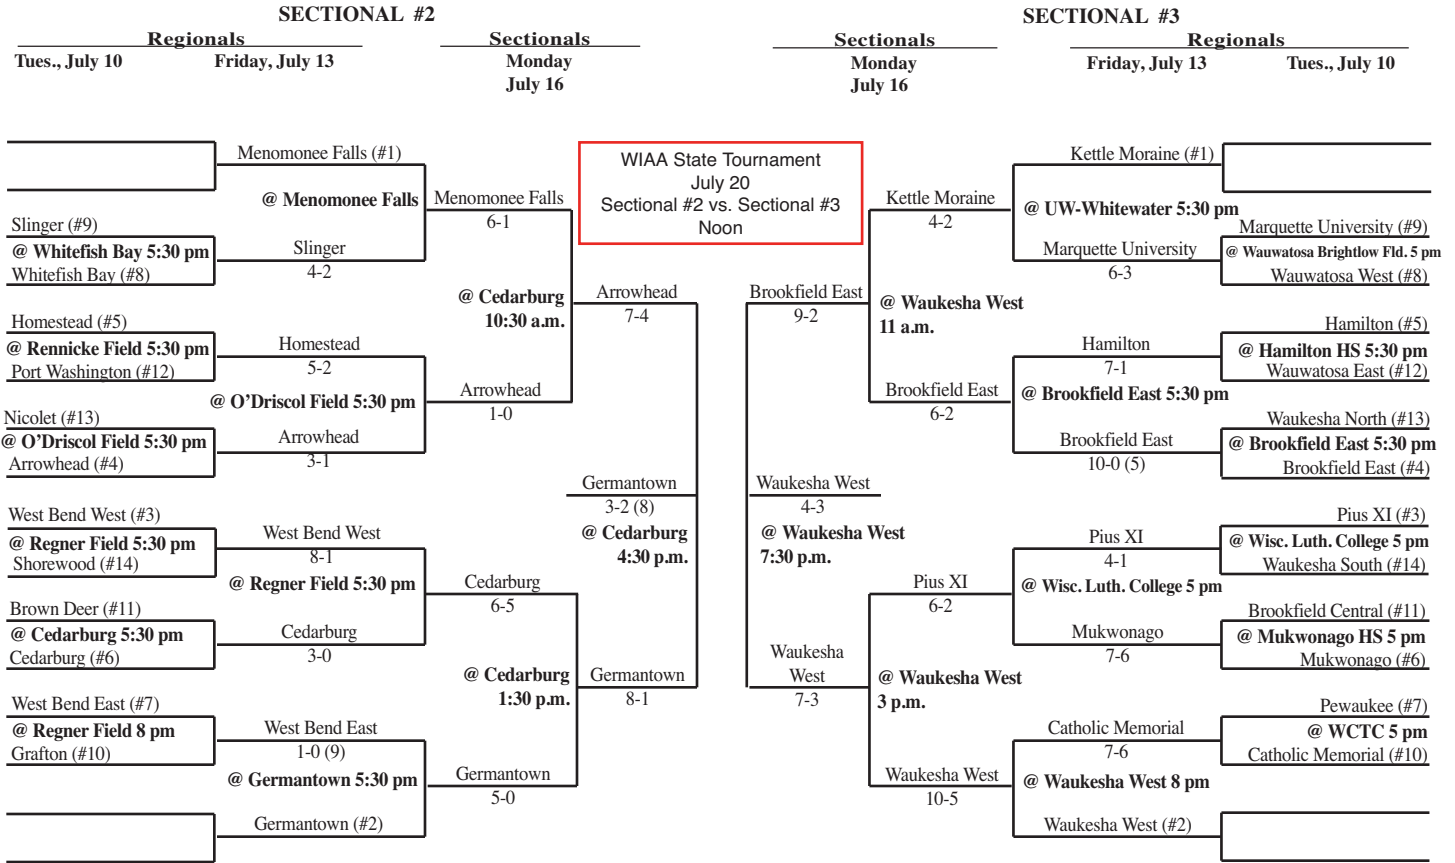 SECTIONAL #2
Regionals
Sectionals
Tues., July 10
Friday, July 13
Monday
July 16
Menomonee Falls (#1)
@ Menomonee Falls
Menomonee Falls
6-1
Slinger (#9)
@ Whitefish Bay 5:30 pm
Whitefish Bay (#8)
Slinger
4-2
@ Cedarburg
10:30 a.m.
Arrowhead
7-4
Homestead (#5)
@ Rennicke Field 5:30 pm
Port Washington (#12)
Homestead
5-2
@ O'Driscol Field 5:30 pm
Arrowhead
1-0
Nicolet (#13)
@ O'Driscol Field 5:30 pm
Arrowhead (#4)
Arrowhead
3-1
Germantown
3-2 (8)
@ Cedarburg
4:30 p.m.
West Bend West (#3)
@ Regner Field 5:30 pm
Shorewood (#14)
West Bend West
8-1
@ Regner Field 5:30 pm
Cedarburg
6-5
Brown Deer (#11)
@ Cedarburg 5:30 pm
Cedarburg (#6)
Cedarburg
3-0
@ Cedarburg
1:30 p.m.
Germantown
8-1
West Bend East (#7)
@ Regner Field 8 pm
Grafton (#10)
West Bend East
1-0 (9)
@ Germantown 5:30 pm
Germantown
5-0
Germantown (#2)
WIAA State Tournament
July 20
Sectional #2 vs. Sectional #3
Noon
SECTIONAL #3
Sectionals
Regionals
Monday
July 16
Friday, July 13
Tues., July 10
Kettle Moraine (#1)
Kettle Moraine
4-2
@ UW-Whitewater 5:30 pm
Marquette University (#9)
@ Wauwatosa Brightlow Fld. 5 pm
Wauwatosa West (#8)
Marquette University
6-3
Brookfield East
9-2
@ Waukesha West
11 a.m.
Hamilton (#5)
@ Hamilton HS 5:30 pm
Wauwatosa East (#12)
Hamilton
7-1
Brookfield East
6-2
@ Brookfield East 5:30 pm
Waukesha North (#13)
@ Brookfield East 5:30 pm
Brookfield East (#4)
Brookfield East
10-0 (5)
Waukesha West
4-3
@ Waukesha West
7:30 p.m.
Pius XI (#3)
@ Wisc. Luth. College 5 pm
Waukesha South (#14)
Pius XI
4-1
Pius XI
6-2
@ Wisc. Luth. College 5 pm
Brookfield Central (#11)
@ Mukwonago HS 5 pm
Mukwonago (#6)
Mukwonago
7-6
Waukesha
West
7-3
@ Waukesha West
3 p.m.
Pewaukee (#7)
@ WCTC 5 pm
Catholic Memorial (#10)
Catholic Memorial
7-6
Waukesha West
10-5
@ Waukesha West 8 pm
Waukesha West (#2)